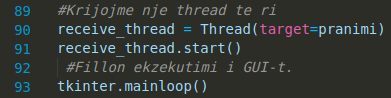 89 #Krijojme nje thread te ri
90 receive_thread = Thread(target=pranimi)
91 receive_thread.start()
92 #Fillon ekzekutimi i GUI-t.
93 tkinter.mainloop()